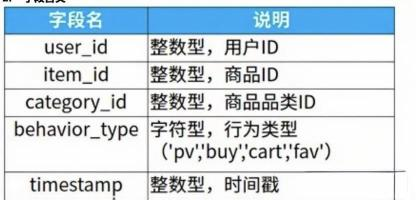 字段名 说明
user_id 整数型，用户ID
item_id 整数型，商品ID
category_id 整数型，商品品类ID
behavior_type 字符型，行为类型
（'pv','buy','cart','fav'）
timestamp 整数型，时间戳